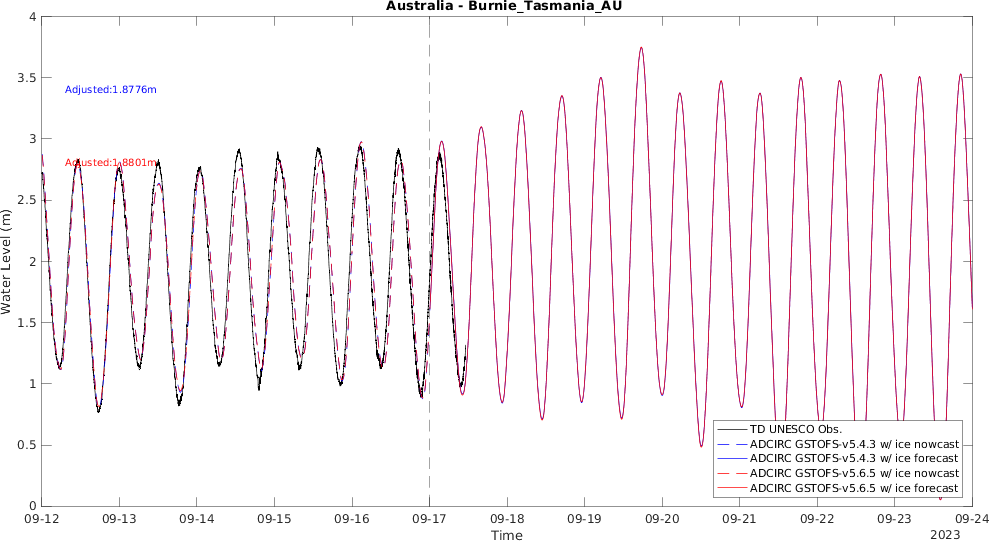 Australia - Burnie_Tasmania_AU
4
3.5
Adjusted:1.8776m
3
Adjusted:1.8801m
2.5
2
1.5
1
0.5
0
Water Level (m)
TD UNESCO Obs.
ADCIRC GSTOFS-v5.4.3 w/ ice nowcast
ADCIRC GSTOFS-v5.4.3 w/ ice forecast
ADCIRC GSTOFS-v5.6.5 w/ ice nowcast
ADCIRC GSTOFS-v5.6.5 w/ ice forecast
09-12 09-13 09-14 09-15 09-16 09-17 09-18 09-19 09-20 09-21 09-22 09-23 09-24
Time
2023